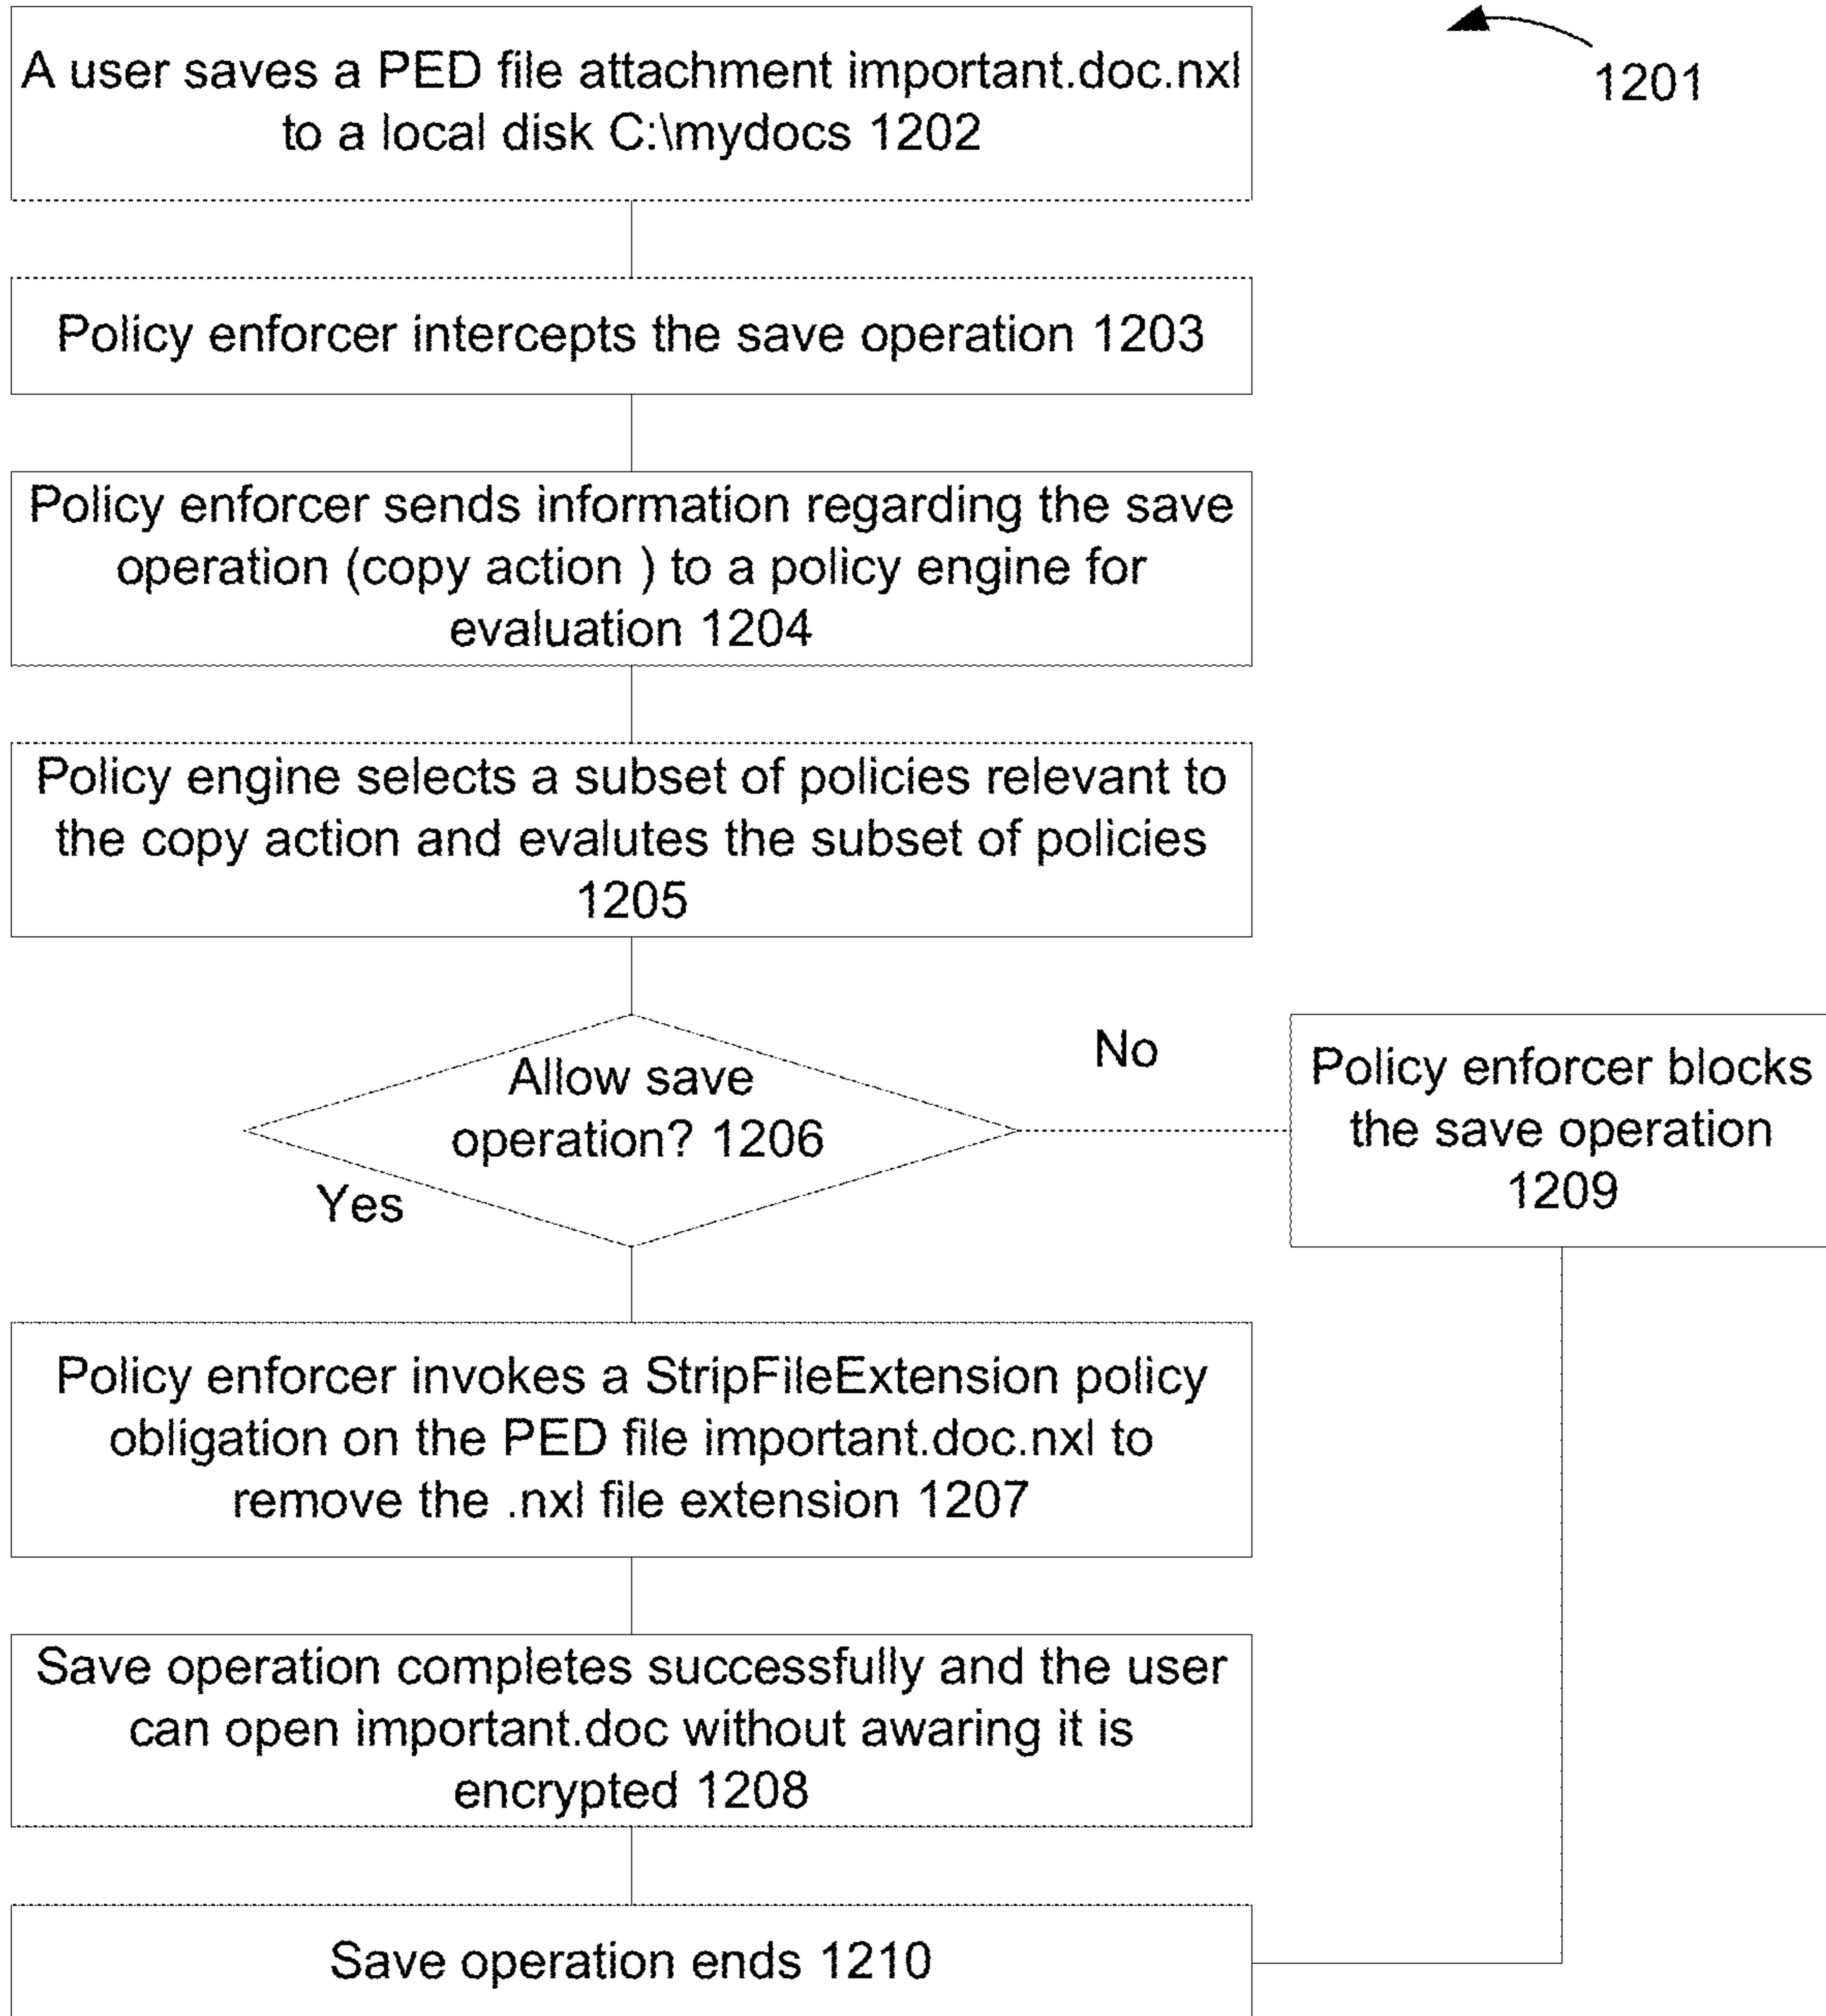 A user saves a PED file attachment important.doc.nxl
to a local disk C:\mydocs 1202
1201
Policy enforcer intercepts the save operation 1203
Policy enforcer sends information regarding the save
operation (copy action ) to a policy engine for
evaluation 1204
Policy engine selects a subset of policies relevant to
the copy action and evalutes the subset of policies
1205
Allow save
operation? 1206
No
Yes
Policy enforcer blocks
the save operation
1209
Policy enforcer invokes a StripFileExtension policy
obligation on the PED file important.doc.nxl to
remove the .nxl file extension 1207
Save operation completes successfully and the user
can open important.doc without awaring it is
encrypted 1208
Save operation ends 1210